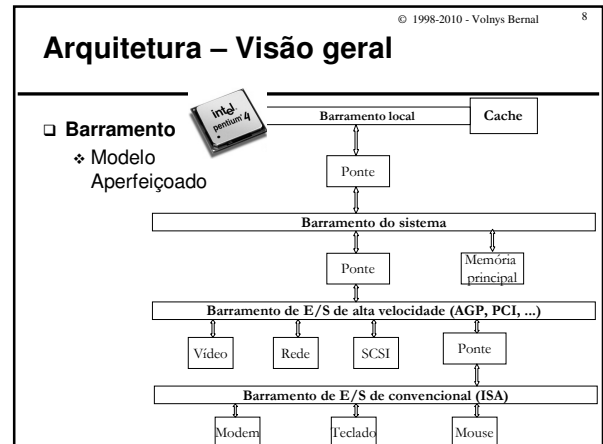 © 1998-2010 - Volnys Bernal 8
Arquitetura – Visão geral
❑ Barramento
❖ Modelo
Aperfeiçoado
intel
pentium 4
Barramento local
Cache
Ponte
Barramento do sistema
Ponte
Memória
principal
Barramento de E/S de alta velocidade (AGP, PCI, ...)
Vídeo Rede SCSI Ponte
Barramento de E/S de convencional (ISA)
Modem Teclado Mouse